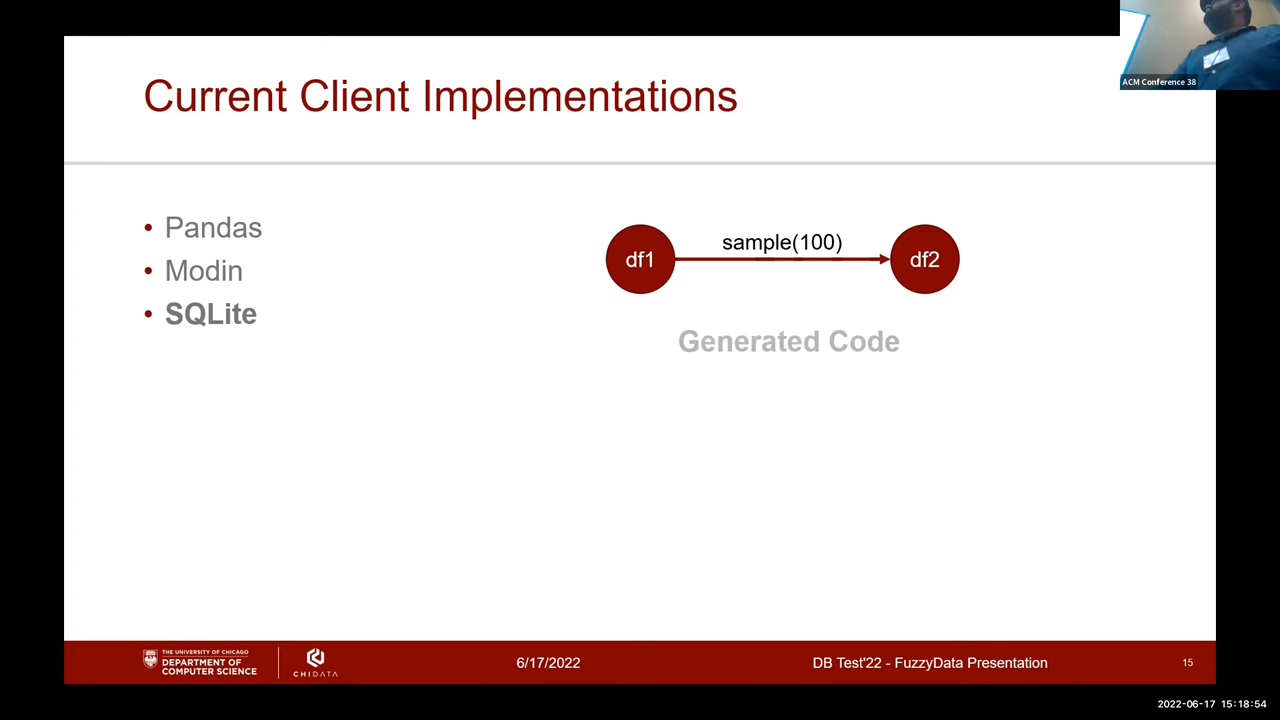 Current Client Implementations
ACM Conference 38
• Pandas
• Modin
• SQLite
df1
sample(100)
df2
Generated Code
THE UNIVERSITY OF CHICAGO
DEPARTMENT OF
COMPUTER SCIENCE
CHIDATA
6/17/2022
DB Test'22 - FuzzyData Presentation
15
2022-06-17 15:18:54